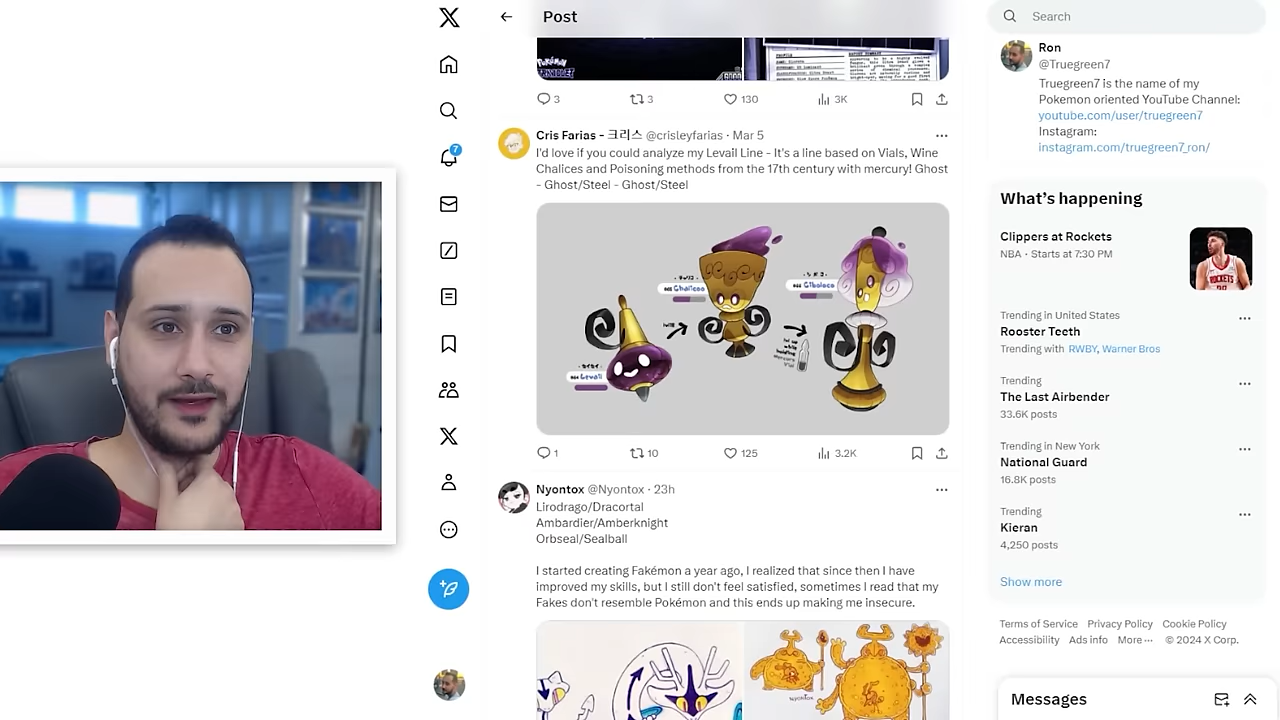 Post
Search
3
3
130
3K
7
Cris Farias - 크리스 @crisleyfarias · Mar 5
I'd love if you could analyze my Levail Line - It's a line based on Vials, Wine
Chalices and Poisoning methods from the 17th century with mercury! Ghost
- Ghost/Steel - Ghost/Steel
Levail
Chalicoo
Ciboloco
1
10
125
3.2K
Nyontox @Nyontox · 23h
Lirodrago/Dracortal
Ambardier/Amberknight
Orbseal/Sealball
I started creating Fakémon a year ago, I realized that since then I have
improved my skills, but I still don't feel satisfied, sometimes I read that my
Fakes don't resemble Pokémon and this ends up making me insecure.
Nyontox
Ron
@Truegreen7
Truegreen7 is the name of my
Pokemon oriented YouTube Channel:
youtube.com/user/truegreen7
Instagram:
instagram.com/truegreen7_ron/
What's happening
Clippers at Rockets
NBA · Starts at 7:30 PM
ROCKETS
Trending in United States
Rooster Teeth
Trending with RWBY, Warner Bros
Trending
The Last Airbender
33.6K posts
Trending in New York
National Guard
16.8K posts
Trending
Kieran
4,250 posts
Show more
Terms of Service Privacy Policy Cookie Policy
Accessibility Ads info More ··· © 2024 X Corp.
Messages